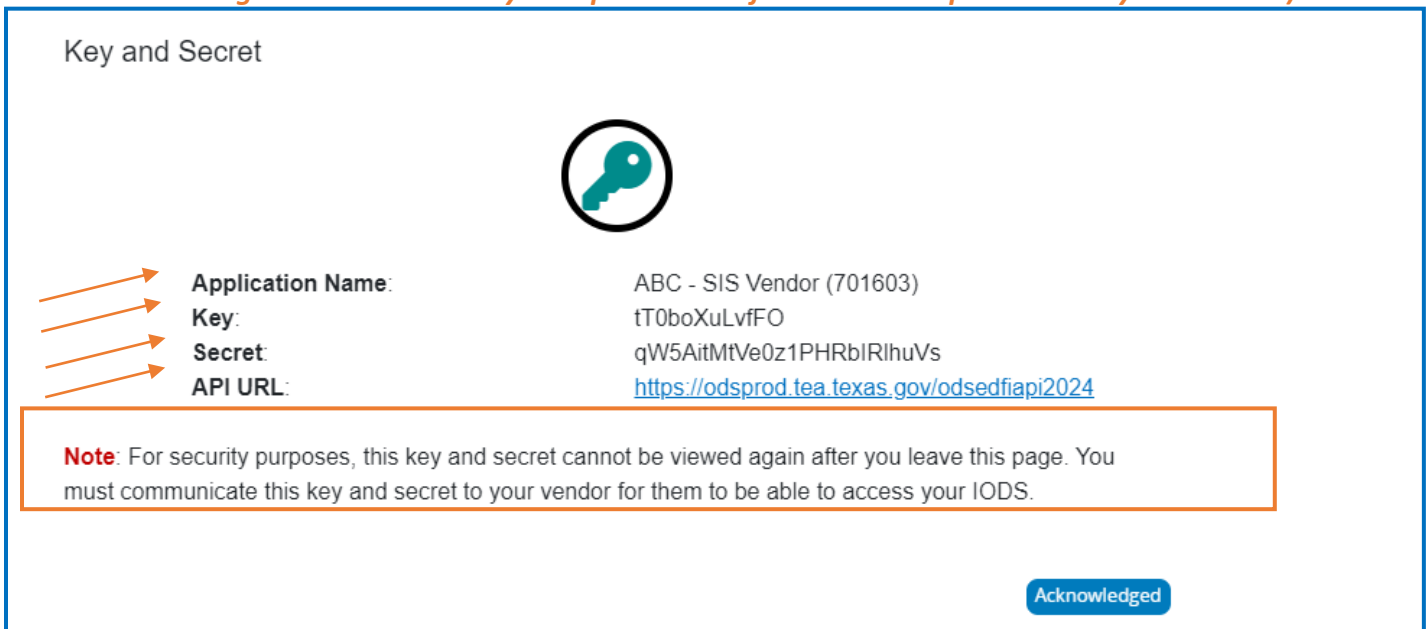 Key and Secret
Application Name: ABC - SIS Vendor (701603)
Key: tT0boXuLvfFO
Secret: qW5AitMtVe0z1PHRbIRlhuVs
API URL: https://odsprod.tea.texas.gov/odsedfiapi2024
Note: For security purposes, this key and secret cannot be viewed again after you leave this page. You
must communicate this key and secret to your vendor for them to be able to access your IODS.
Acknowledged